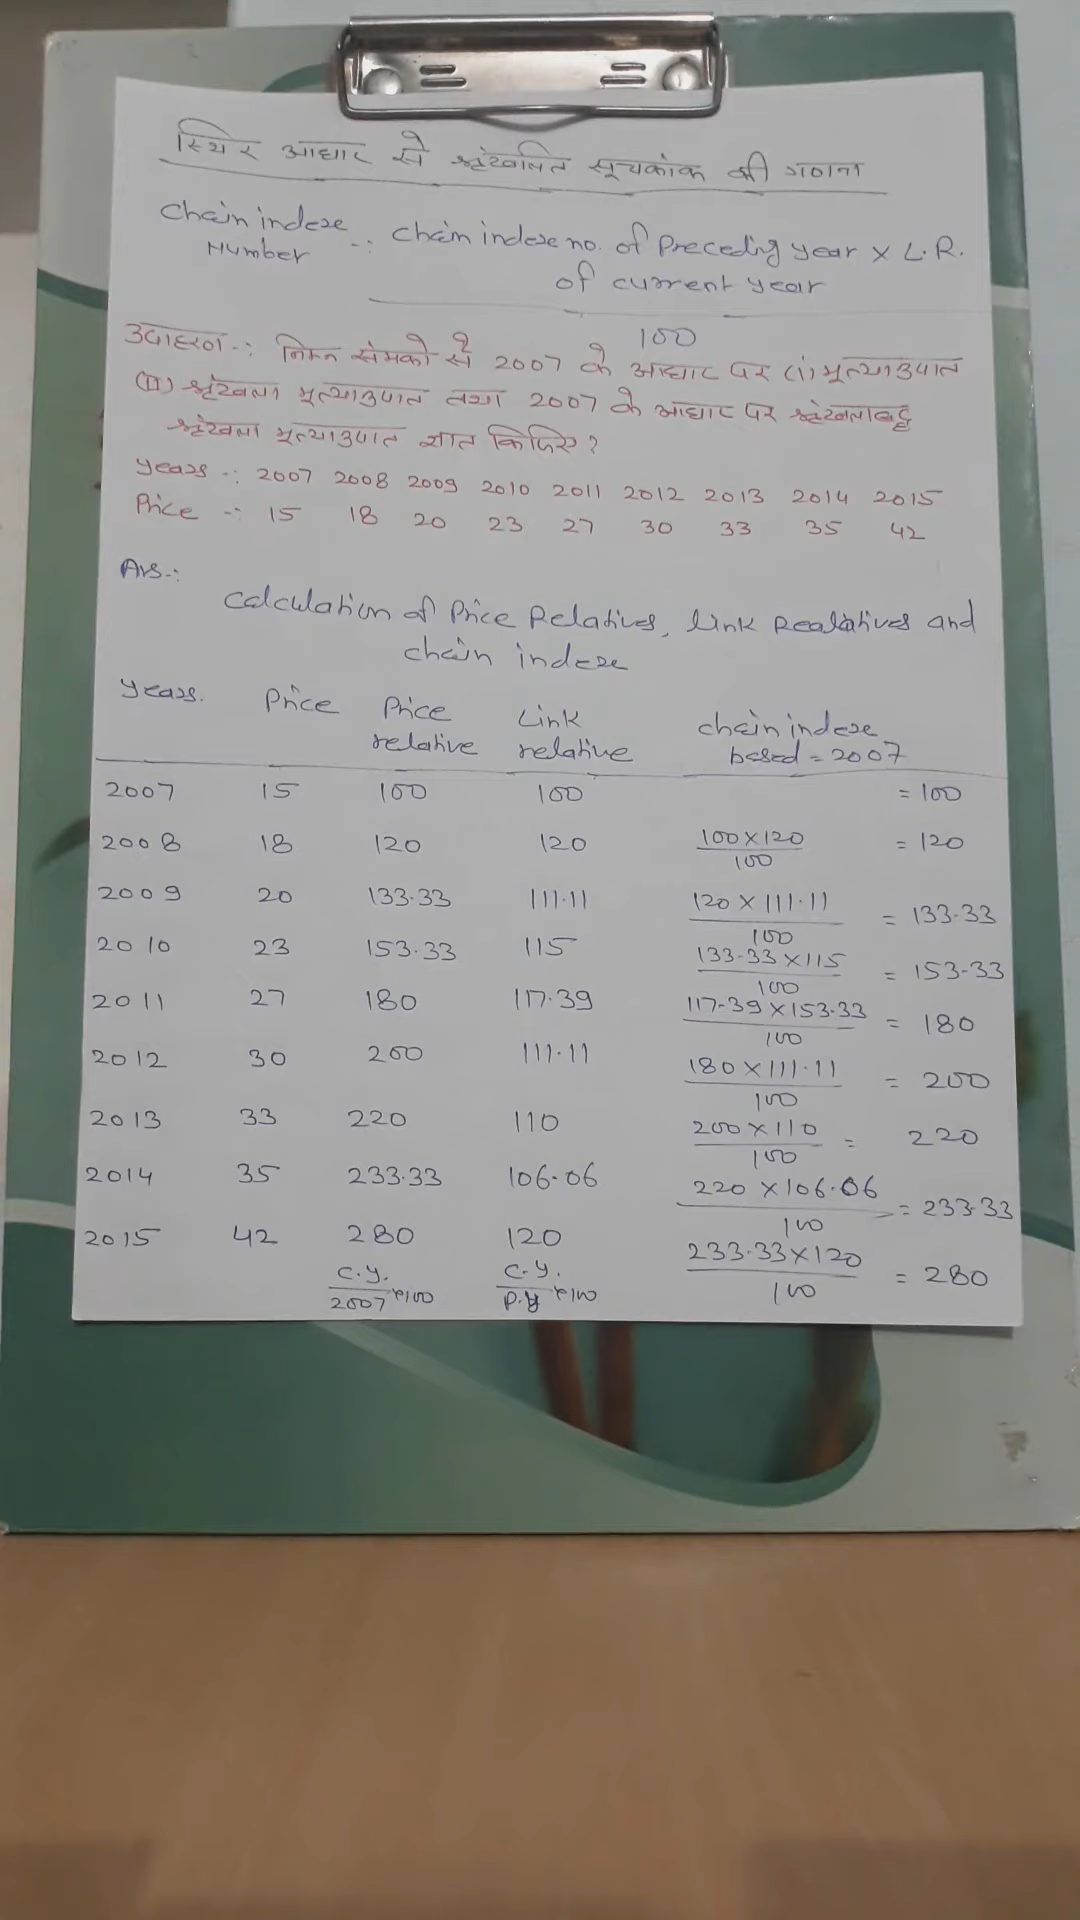 स्थिर आधार से श्रृंखलित सूचकांक की गणना
Chain index Number -: chain index no. of Preceding year x L.R. of current year
100
उदाहरण -: निम्न संमको से 2007 के आधार पर (i) मूल्यानुपात
(II) श्रृंखला मूल्यानुपात तथा 2007 के आधार पर श्रृंखलाबद्ध
श्रृंखला मूल्यानुपात ज्ञात किजिए?
years -: 2007 2008 2009 2010 2011 2012 2013 2014 2015
Price -: 15 18 20 23 27 30 33 35 42
Ans -:
Calculation of Price Relatives, Link Realatives and
chain index
years. Price Price relative Link relative chain index based = 2007
2007 15 100 100 = 100
2008 18 120 120 100 x 120 / 100 = 120
2009 20 133.33 111.11 120 x 111.11 / 100 = 133.33
2010 23 153.33 115 133.33 x 115 / 100 = 153.33
2011 27 180 117.39 117.39 x 153.33 / 100 = 180
2012 30 200 111.11 180 x 111.11 / 100 = 200
2013 33 220 110 200 x 110 / 100 = 220
2014 35 233.33 106.06 220 x 106.06 / 100 = 233.33
2015 42 280 120 233.33 x 120 / 100 = 280
C.Y. / 2007 x 100 C.Y. / P.Y x 100